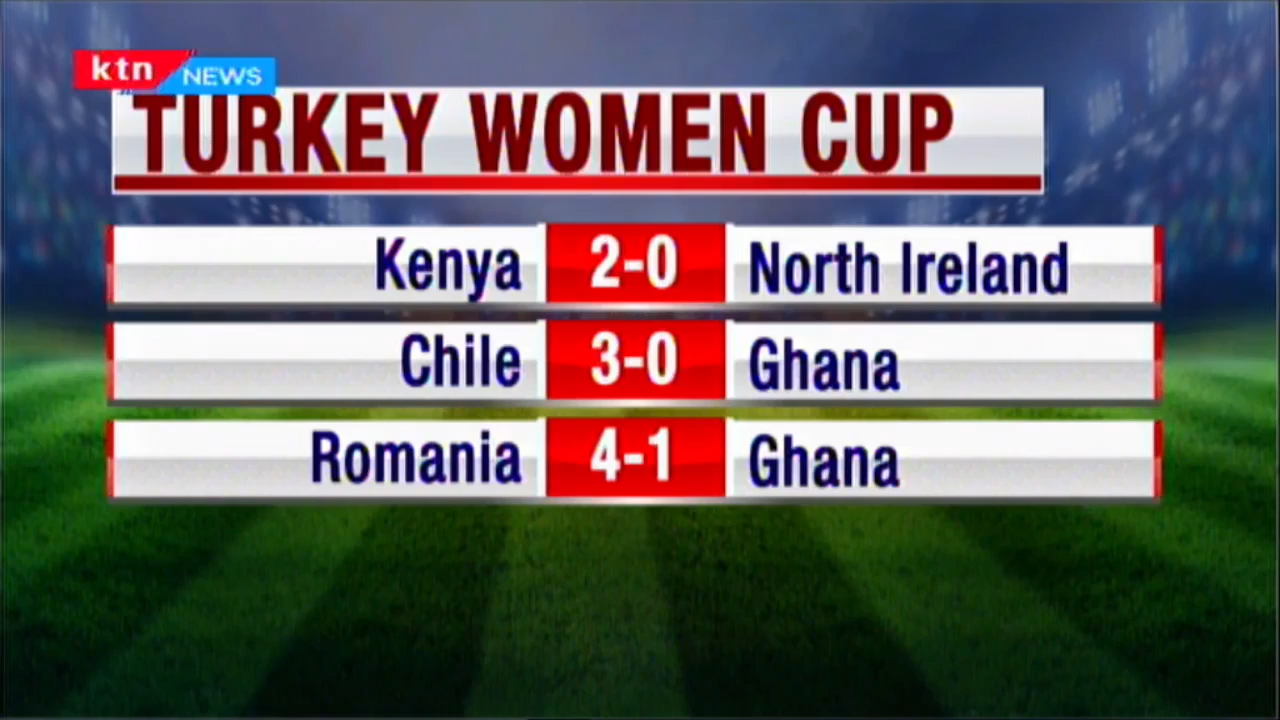 ktn NEWS
TURKEY WOMEN CUP
Kenya 2-0 North Ireland
Chile 3-0 Ghana
Romania 4-1 Ghana